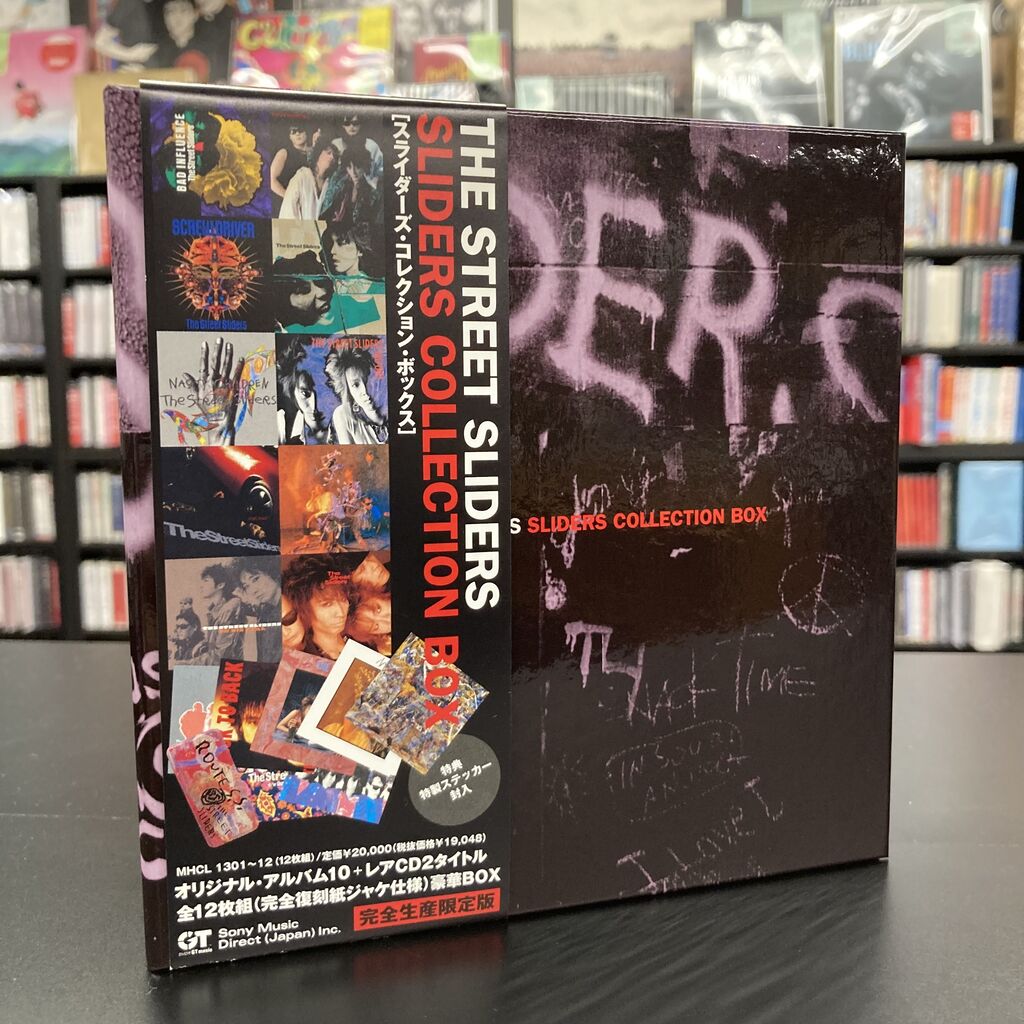 THE STREET SLIDERS
SLIDERS COLLECTION BOX
[スライダーズ・コレクション・ボックス]
BAD INFLUENCE
The Street Sliders
SCREW DRIVER
The Street Sliders
The Street Sliders
NASTY CHILDREN
The Street Sliders
THE STREET SLIDERS
The Street Sliders
The Street Sliders
K TO BACK
The Stre
特典
特製ステッカー
封入
MHCL 1301~12 (12枚組)/定価¥20,000(税抜価格¥19,048)
オリジナル・アルバム10+レアCD2タイトル
全12枚組(完全復刻紙ジャケ仕様)豪華BOX
完全生産限定版
GT
Sony Music
Direct (Japan) Inc.
DER.
S SLIDERS COLLECTION BOX
TIME
I Love